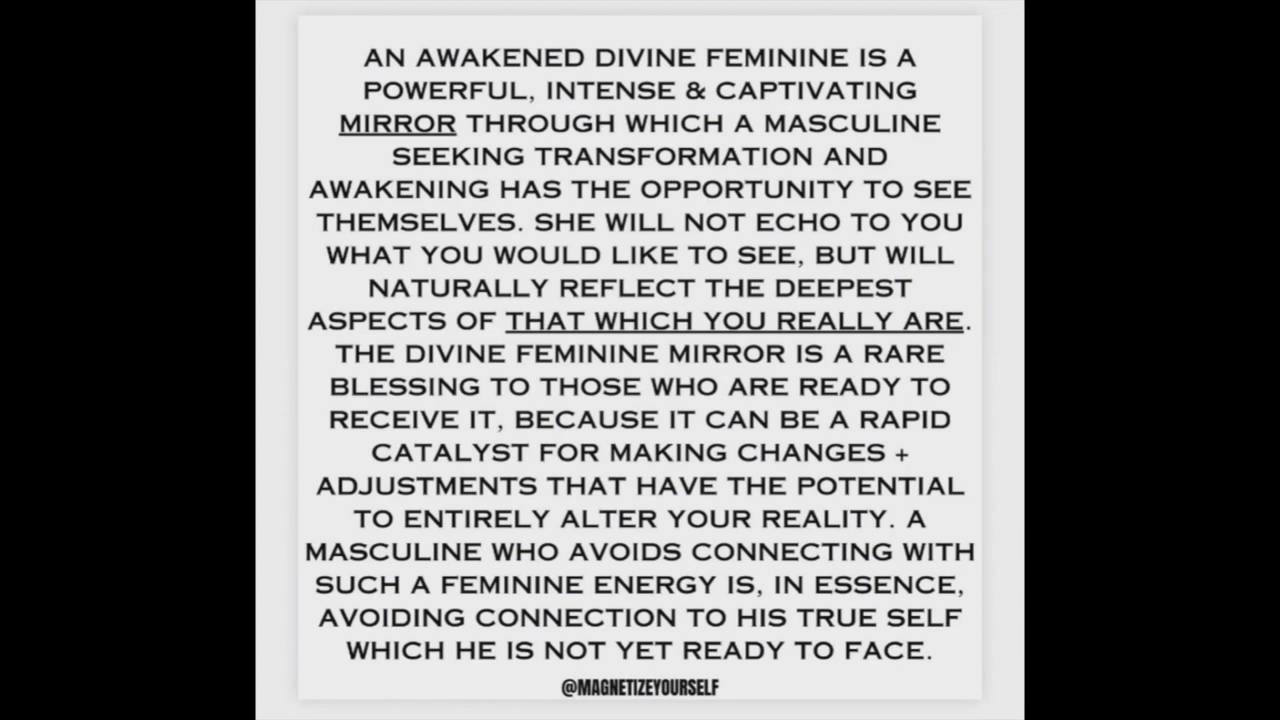 AN AWAKENED DIVINE FEMININE IS A
POWERFUL, INTENSE & CAPTIVATING
MIRROR THROUGH WHICH A MASCULINE
SEEKING TRANSFORMATION AND
AWAKENING HAS THE OPPORTUNITY TO SEE
THEMSELVES. SHE WILL NOT ECHO TO YOU
WHAT YOU WOULD LIKE TO SEE, BUT WILL
NATURALLY REFLECT THE DEEPEST
ASPECTS OF THAT WHICH YOU REALLY ARE.
THE DIVINE FEMININE MIRROR IS A RARE
BLESSING TO THOSE WHO ARE READY TO
RECEIVE IT, BECAUSE IT CAN BE A RAPID
CATALYST FOR MAKING CHANGES +
ADJUSTMENTS THAT HAVE THE POTENTIAL
TO ENTIRELY ALTER YOUR REALITY. A
MASCULINE WHO AVOIDS CONNECTING WITH
SUCH A FEMININE ENERGY IS, IN ESSENCE,
AVOIDING CONNECTION TO HIS TRUE SELF
WHICH HE IS NOT YET READY TO FACE.
@MAGNETIZEYOURSELF